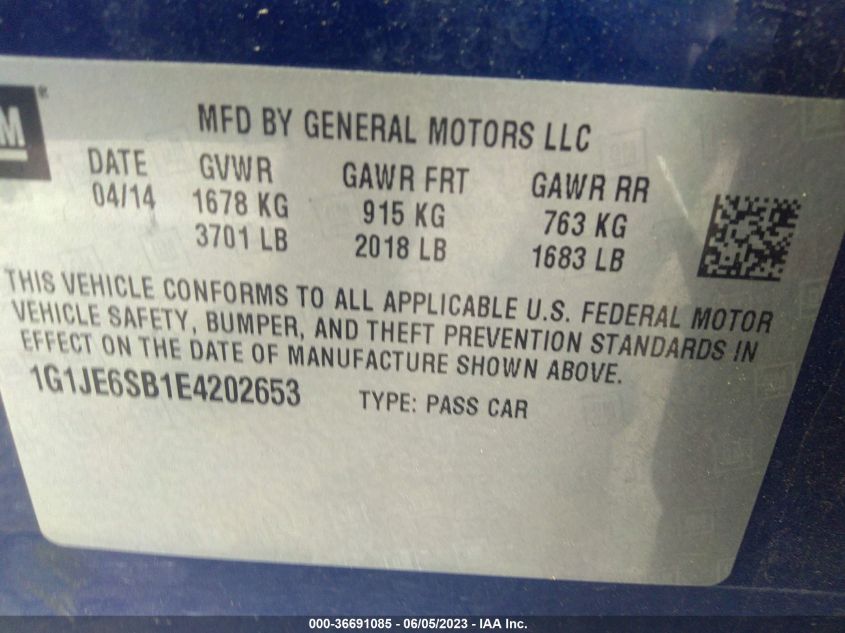 GM®
MFD BY GENERAL MOTORS LLC
DATE GVWR GAWR FRT GAWR RR
04/14 1678 KG 915 KG 763 KG
3701 LB 2018 LB 1683 LB
THIS VEHICLE CONFORMS TO ALL APPLICABLE U.S. FEDERAL MOTOR
VEHICLE SAFETY, BUMPER, AND THEFT PREVENTION STANDARDS IN
EFFECT ON THE DATE OF MANUFACTURE SHOWN ABOVE.
1G1JE6SB1E4202653 TYPE: PASS CAR
000-36691085 - 06/05/2023 - IAA Inc.